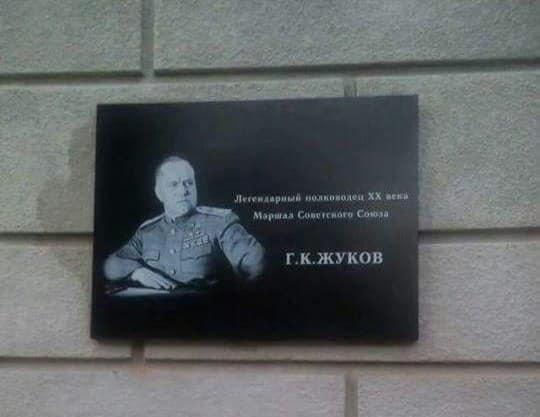 Легендарный полководец XX века
Маршал Советского Союза
Г.К.ЖУКОВ